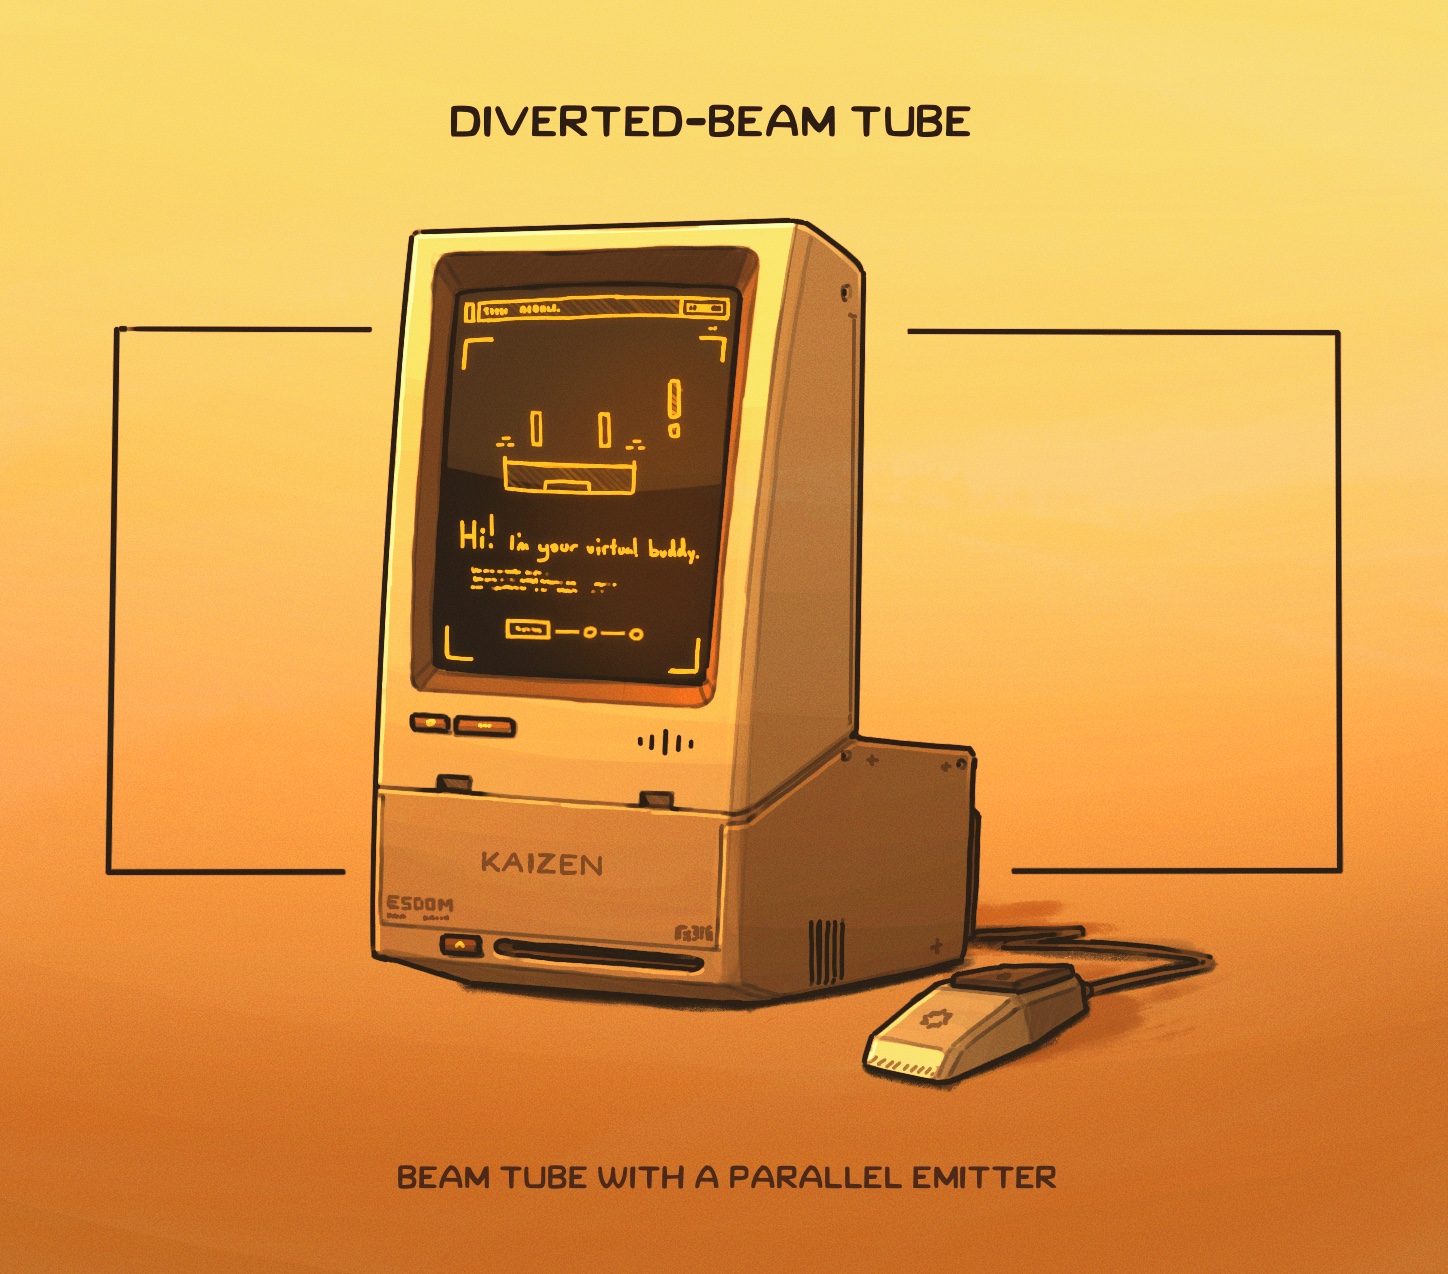 DIVERTED-BEAM TUBE
Hi! I'm your virtual buddy.
KAIZEN
ESDOM
BEAM TUBE WITH A PARALLEL EMITTER